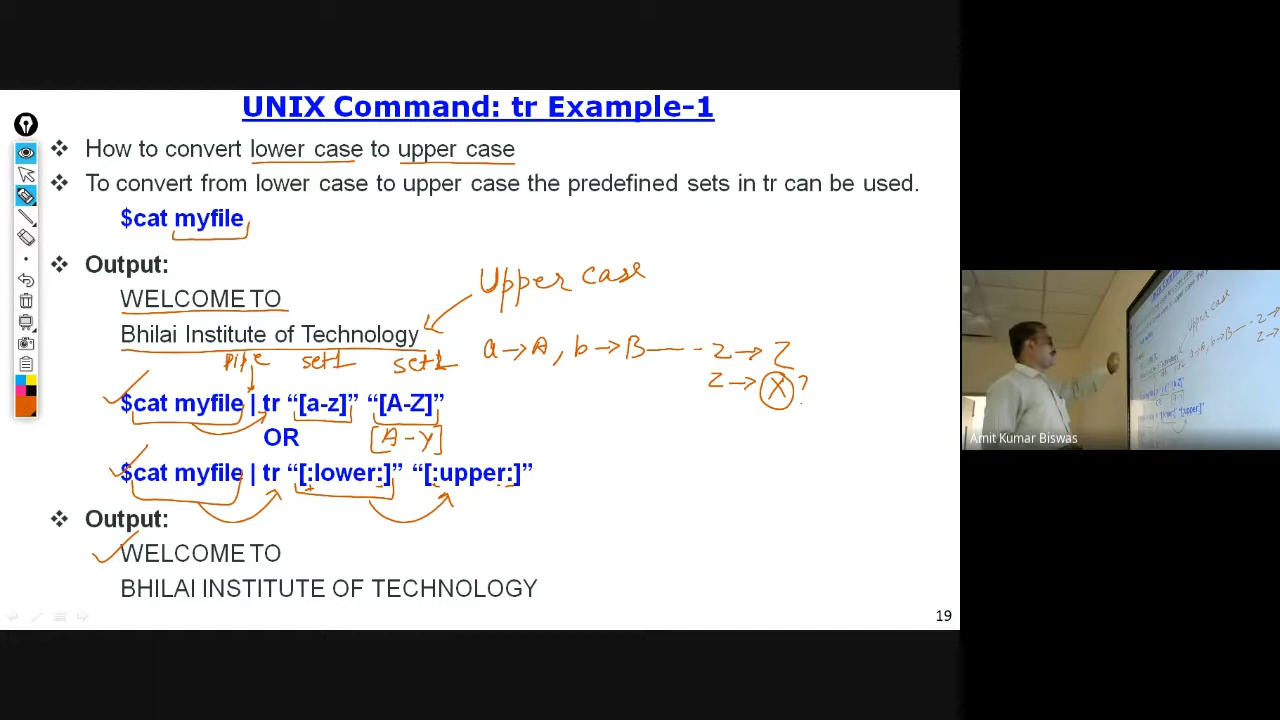 UNIX Command: tr Example-1
❖ How to convert lower case to upper case
❖ To convert from lower case to upper case the predefined sets in tr can be used.
$cat myfile
❖ Output:
Upper case
WELCOME TO
Bhilai Institute of Technology
a → A, b → B —— - z → Z
pipe set1 set2
z → X ?
$cat myfile | tr “[a-z]” “[A-Z]”
OR [A-Y]
$cat myfile | tr “[:lower:]” “[:upper:]”
❖ Output:
WELCOME TO
BHILAI INSTITUTE OF TECHNOLOGY
19
Amit Kumar Biswas